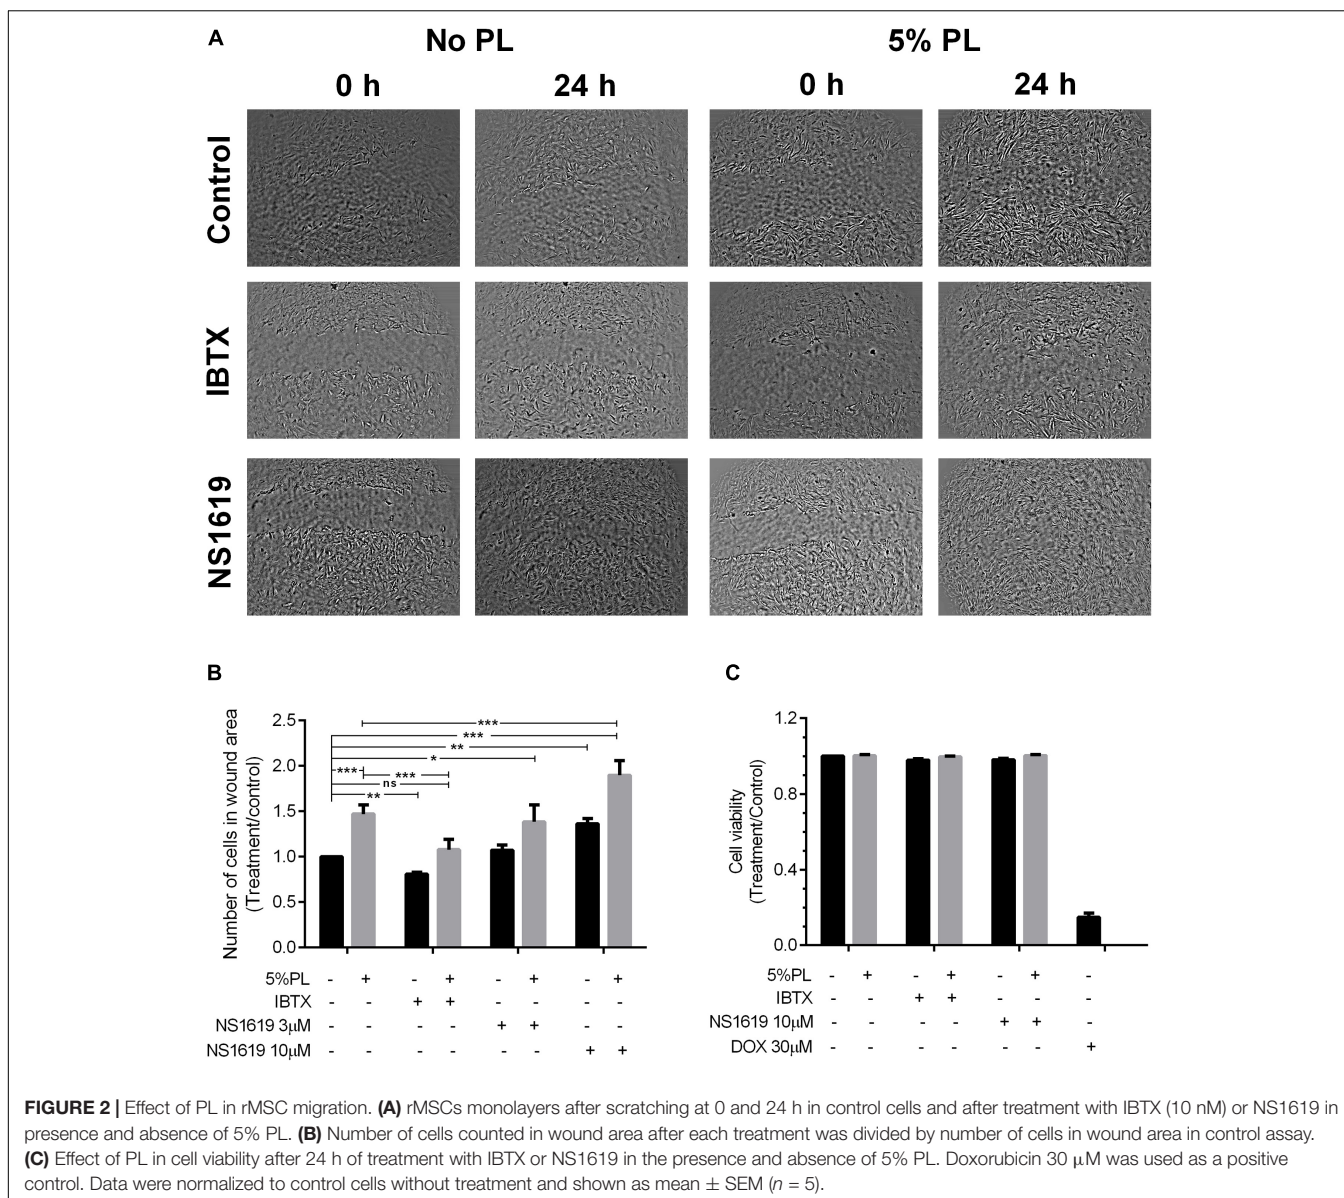 A
No PL
5% PL
0 h
24 h
0 h
24 h
Control
IBTX
NS1619
B
Number of cells in wound area
(Treatment/control)
2.5
2.0
1.5
1.0
0.5
0.0
***
***
**
*
***
***
ns
**
5%PL - + - + - + - +
IBTX - - + + - - - -
NS1619 3μM - - - - + + - -
NS1619 10μM - - - - - - + +
C
Cell viability
(Treatment/Control)
1.2
0.8
0.4
0.0
5%PL - + - + - + -
IBTX - - + + - - -
NS1619 10μM - - - - + + -
DOX 30μM - - - - - - +
FIGURE 2 | Effect of PL in rMSC migration. (A) rMSCs monolayers after scratching at 0 and 24 h in control cells and after treatment with IBTX (10 nM) or NS1619 in
presence and absence of 5% PL. (B) Number of cells counted in wound area after each treatment was divided by number of cells in wound area in control assay.
(C) Effect of PL in cell viability after 24 h of treatment with IBTX or NS1619 in the presence and absence of 5% PL. Doxorubicin 30 μM was used as a positive
control. Data were normalized to control cells without treatment and shown as mean ± SEM (n = 5).